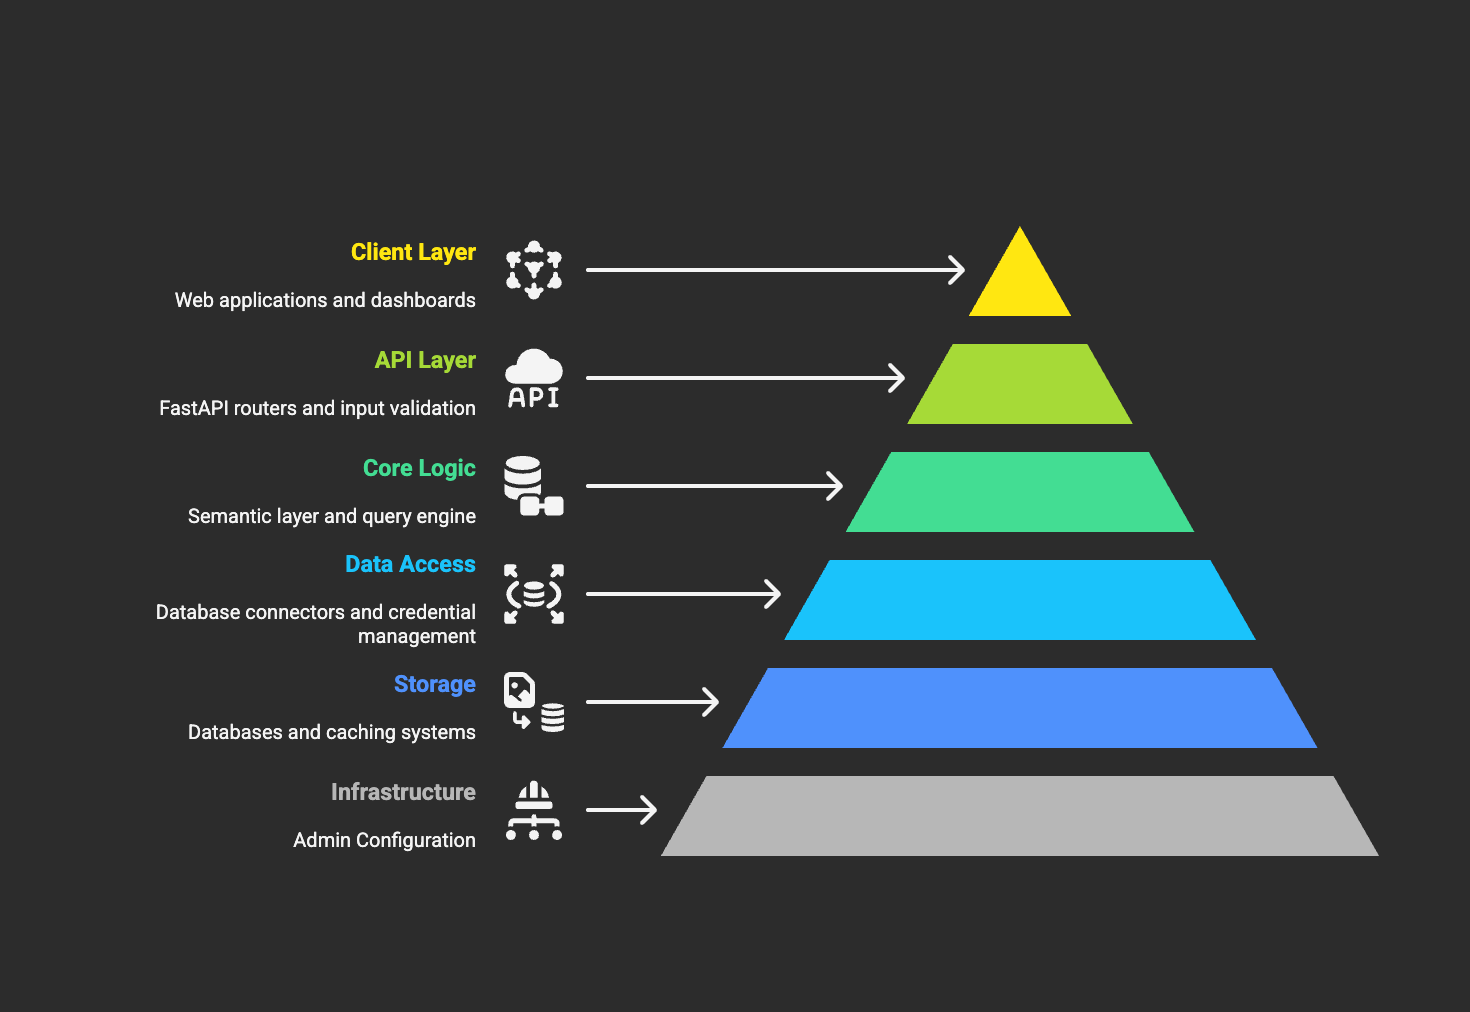 Client Layer
Web applications and dashboards
API Layer
FastAPI routers and input validation
API
Core Logic
Semantic layer and query engine
Data Access
Database connectors and credential
management
Storage
Databases and caching systems
Infrastructure
Admin Configuration